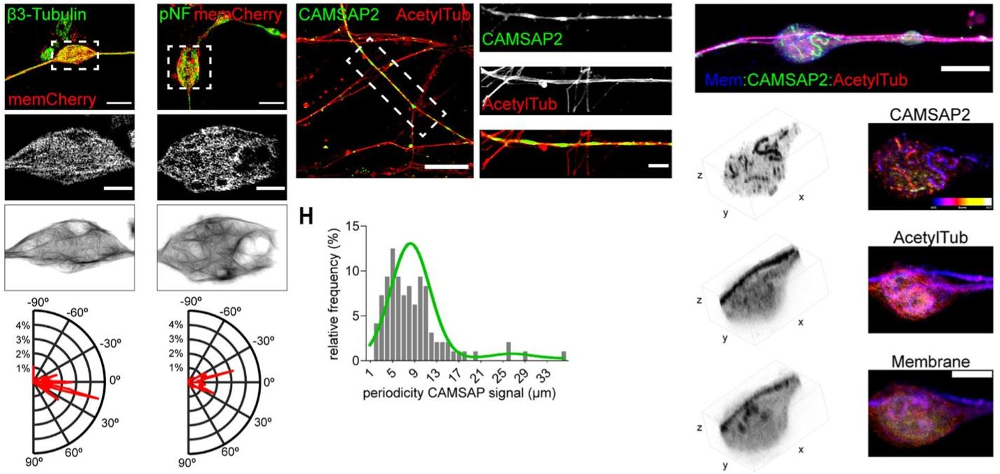 β3-Tubulin
memCherry
pNF memCherry
CAMSAP2 AcetylTub
CAMSAP2
AcetylTub
Mem:CAMSAP2:AcetylTub
CAMSAP2
z
y
x
AcetylTub
z
y
x
Membrane
z
y
x
-90º
-60º
-30º
0º
30º
60º
90º
4%
3%
2%
1%
-90º
-60º
-30º
0º
30º
60º
90º
4%
3%
2%
1%
H
relative frequency (%)
15
10
5
0
1 5 9 13 17 21 25 29 33
periodicity CAMSAP signal (µm)